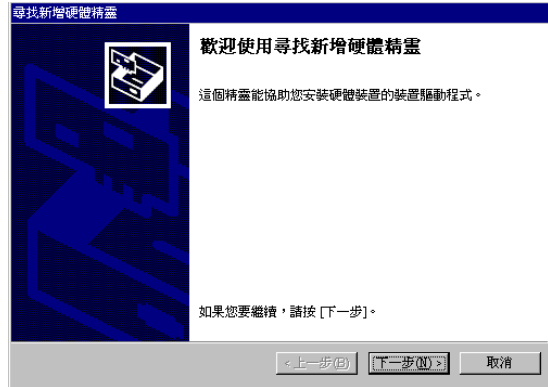 尋找新增硬體精靈
歡迎使用尋找新增硬體精靈
這個精靈能協助您安裝硬體裝置的裝置驅動程式。
如果您要繼續，請按 [下一步]。
<上一步(B)
下一步(N)>
取消